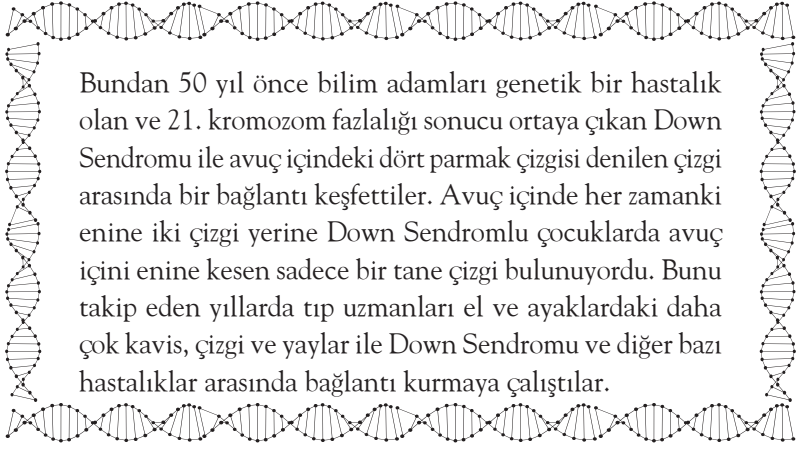 Bundan 50 yıl önce bilim adamları genetik bir hastalık
olan ve 21. kromozom fazlalığı sonucu ortaya çıkan Down
Sendromu ile avuç içindeki dört parmak çizgisi denilen çizgi
arasında bir bağlantı keşfettiler. Avuç içinde her zamanki
enine iki çizgi yerine Down Sendromlu çocuklarda avuç
içini enine kesen sadece bir tane çizgi bulunuyordu. Bunu
takip eden yıllarda tıp uzmanları el ve ayaklardaki daha
çok kavis, çizgi ve yaylar ile Down Sendromu ve diğer bazı
hastalıklar arasında bağlantı kurmaya çalıştılar.